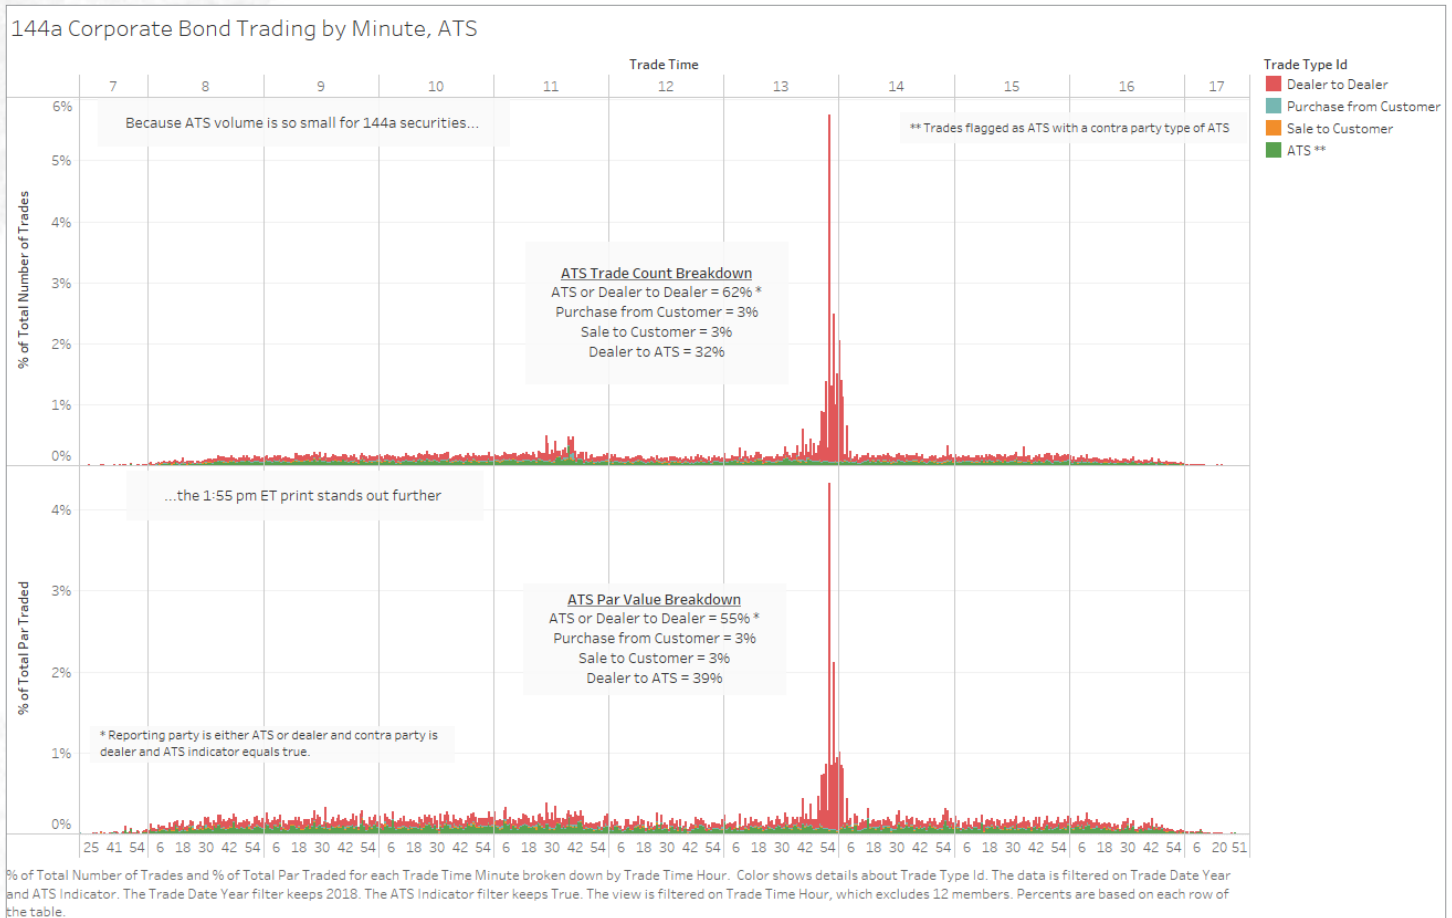 144a Corporate Bond Trading by Minute, ATS
Trade Time
7 8 9 10 11 12 13 14 15 16 17
Trade Type Id
Dealer to Dealer
Purchase from Customer
Sale to Customer
ATS **
% of Total Number of Trades
6%
5%
4%
3%
2%
1%
0%
Because ATS volume is so small for 144a securities...
** Trades flagged as ATS with a contra party type of ATS
ATS Trade Count Breakdown
ATS or Dealer to Dealer = 62% *
Purchase from Customer = 3%
Sale to Customer = 3%
Dealer to ATS = 32%
% of Total Par Traded
4%
3%
2%
1%
0%
...the 1:55 pm ET print stands out further
ATS Par Value Breakdown
ATS or Dealer to Dealer = 55% *
Purchase from Customer = 3%
Sale to Customer = 3%
Dealer to ATS = 39%
* Reporting party is either ATS or dealer and contra party is
dealer and ATS indicator equals true.
25 41 54 6 18 30 42 54 6 18 30 42 54 6 18 30 42 54 6 18 30 42 54 6 18 30 42 54 6 18 30 42 54 6 18 30 42 54 6 18 30 42 54 6 18 30 42 54 6 20 51
% of Total Number of Trades and % of Total Par Traded for each Trade Time Minute broken down by Trade Time Hour. Color shows details about Trade Type Id. The data is filtered on Trade Date Year
and ATS Indicator. The Trade Date Year filter keeps 2018. The ATS Indicator filter keeps True. The view is filtered on Trade Time Hour, which excludes 12 members. Percents are based on each row of
the table.